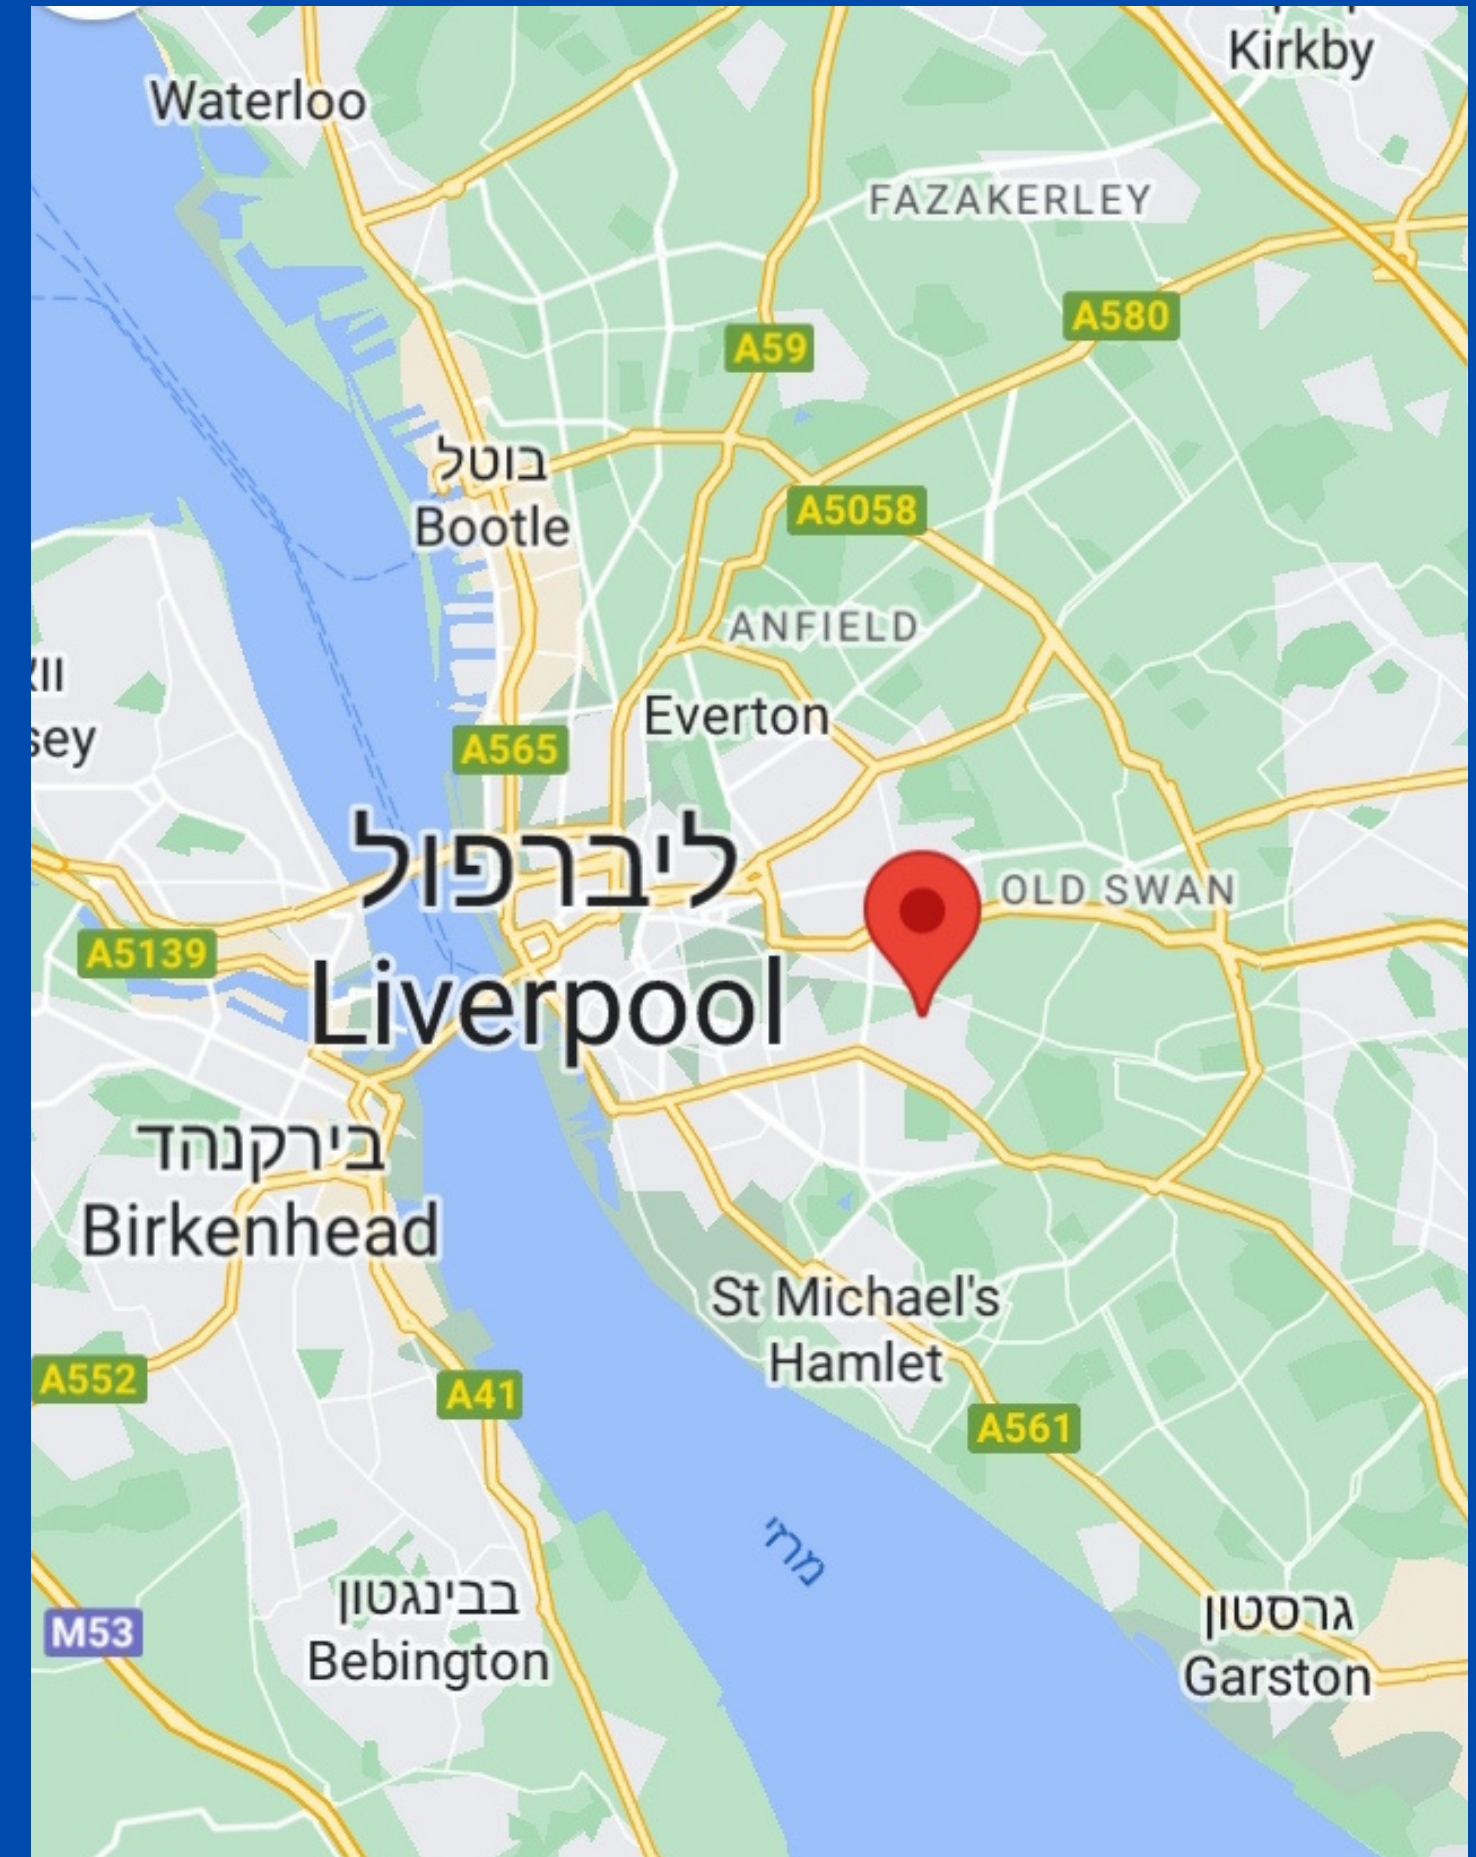 Kirkby
Waterloo
FAZAKERLEY
A580
A59
בוטל
Bootle
A5058
ANFIELD
Everton
A565
ליברפול
Liverpool
OLD SWAN
A5139
בירקנהד
Birkenhead
St Michael's
Hamlet
A552
A41
A561
מרזי
בבינגטון
Bebington
M53
גרסטון
Garston